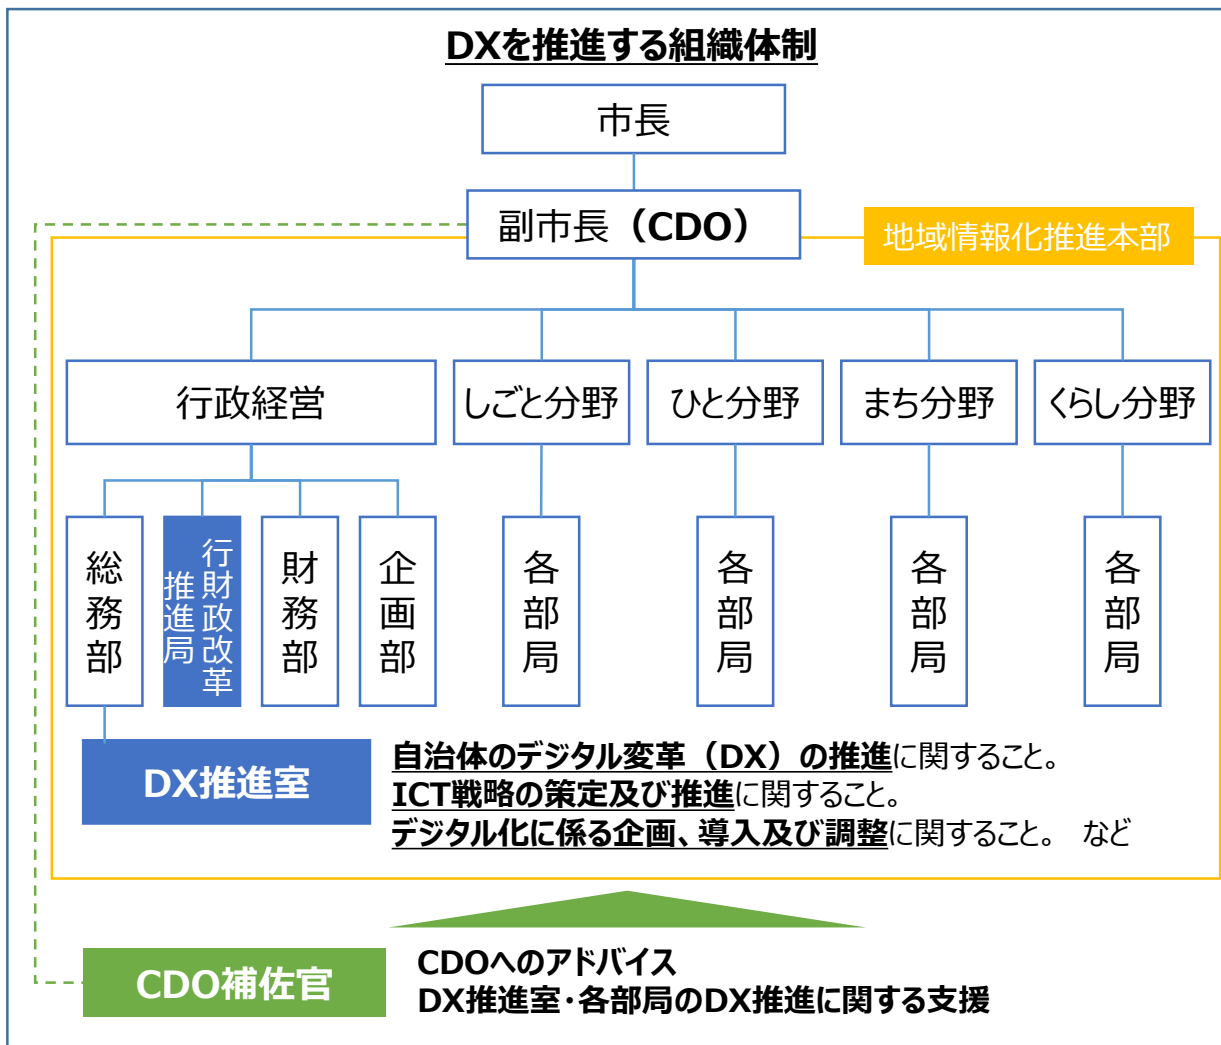 DXを推進する組織体制
市長
副市長（CDO）
地域情報化推進本部
行政経営
しごと分野
ひと分野
まち分野
くらし分野
総務部
行財政改革
推進局
財務部
企画部
各部局
各部局
各部局
各部局
DX推進室
自治体のデジタル変革（DX）の推進に関すること。
ICT戦略の策定及び推進に関すること。
デジタル化に係る企画、導入及び調整に関すること。　など
CDO補佐官
CDOへのアドバイス
DX推進室・各部局のDX推進に関する支援